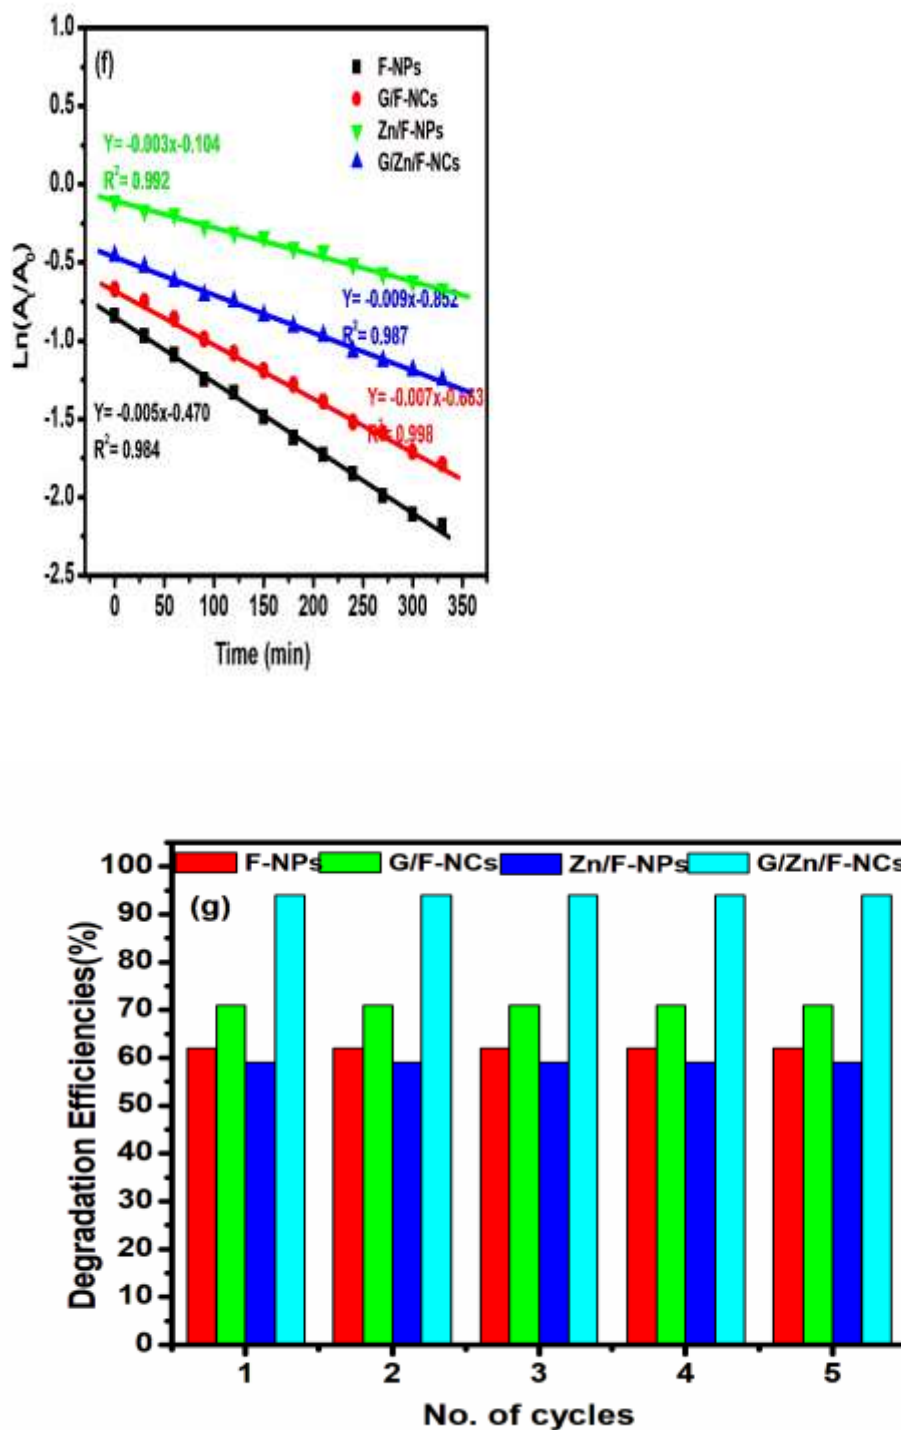 1.0
(f)
F-NPs
G/F-NCs
Zn/F-NPs
G/Zn/F-NCs
0.5
Y= -0.003x-0.104
R²= 0.992
0.0
-0.5
Y= -0.009x-0.852
R²= 0.987
-1.0
Y= -0.007x-0.663
R²= 0.998
-1.5
Y= -0.005x-0.470
R²= 0.984
-2.0
-2.5
0 50 100 150 200 250 300 350
Time (min)
100
F-NPs G/F-NCs Zn/F-NPs G/Zn/F-NCs
(g)
90
80
70
60
50
40
30
20
10
0
Degradation Efficiencies(%)
1 2 3 4 5
No. of cycles